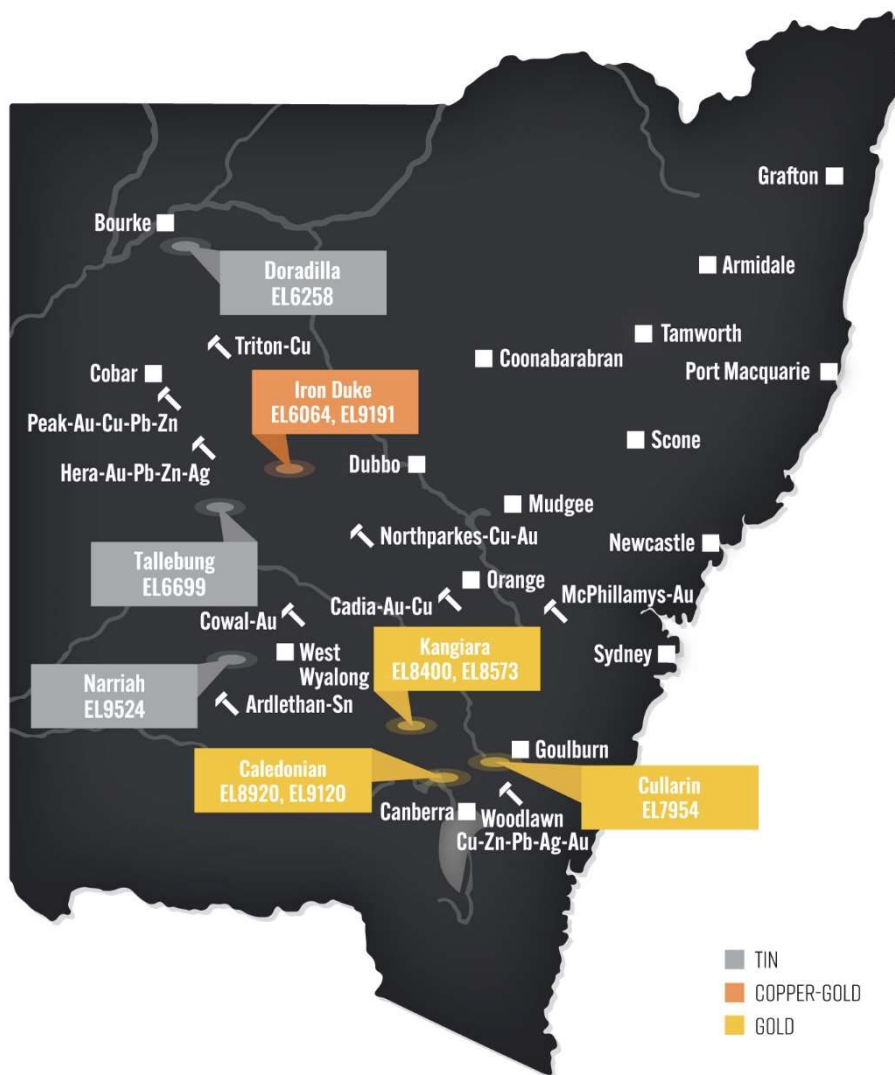 Grafton
Bourke
Armidale
Doradilla
EL6258
Tamworth
Triton-Cu
Coonabarabran
Cobar
Port Macquarie
Iron Duke
EL6064, EL9191
Peak-Au-Cu-Pb-Zn
Scone
Hera-Au-Pb-Zn-Ag
Dubbo
Mudgee
Northparkes-Cu-Au
Newcastle
Tallebung
EL6699
Orange
McPhillamys-Au
Cadia-Au-Cu
Cowal-Au
Kangiara
EL8400, EL8573
West
Wyalong
Sydney
Narriah
EL9524
Ardlethan-Sn
Goulburn
Caledonian
EL8920, EL9120
Cullarin
EL7954
Canberra
Woodlawn
Cu-Zn-Pb-Ag-Au
TIN
COPPER-GOLD
GOLD